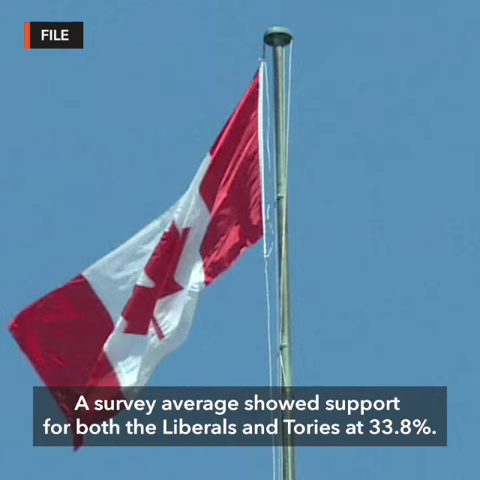 FILE
A survey average showed support
for both the Liberals and Tories at 33.8%.